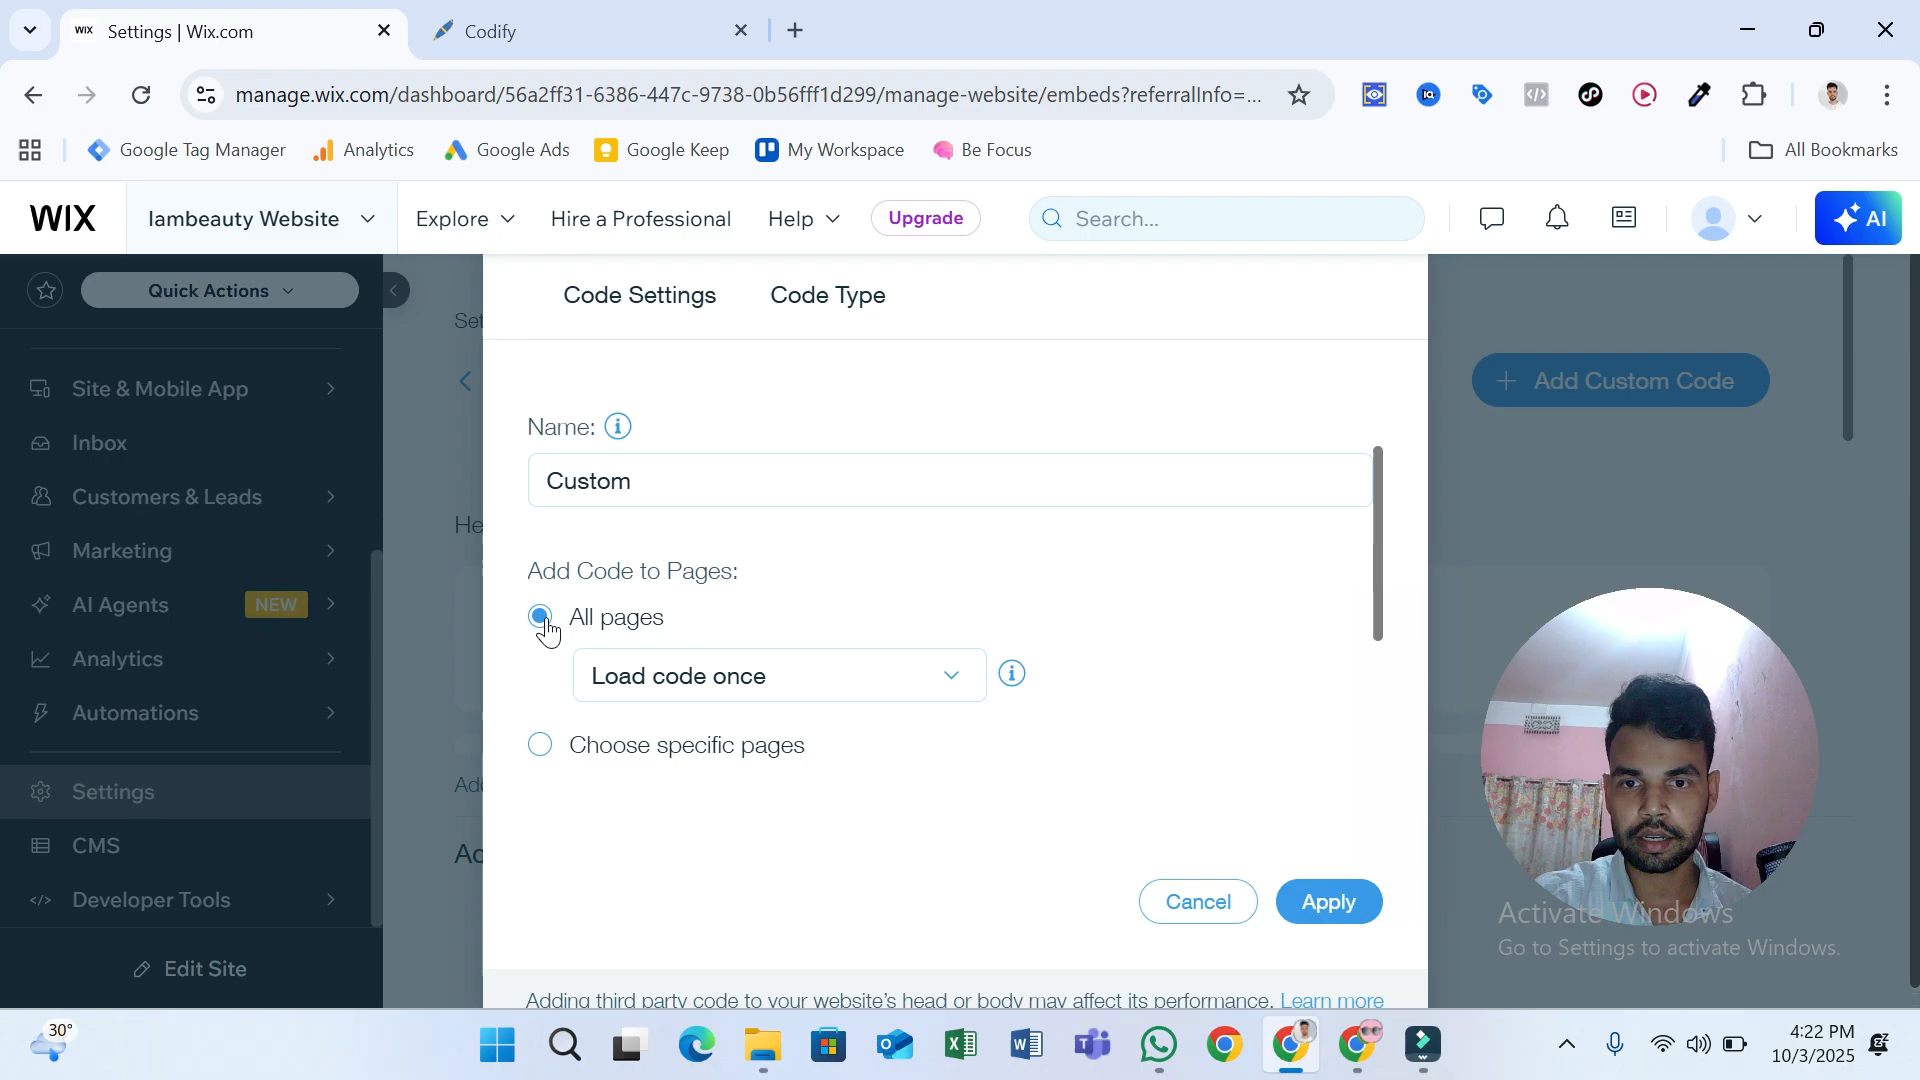 WIX Settings | Wix.com
Codify
manage.wix.com/dashboard/56a2ff31-6386-447c-9738-0b56fff1d299/manage-website/embeds?referralInfo=...
Google Tag Manager
Analytics
Google Ads
Google Keep
My Workspace
Be Focus
All Bookmarks
WIX
Iambeauty Website
Explore
Hire a Professional
Help
Upgrade
Search...
AI
Quick Actions
Site & Mobile App
Inbox
Customers & Leads
Marketing
AI Agents NEW
Analytics
Automations
Settings
CMS
Developer Tools
Edit Site
Set
He
Add
Ac
Add Custom Code
Code Settings
Code Type
Name:
Custom
Add Code to Pages:
All pages
Load code once
Choose specific pages
Cancel
Apply
Adding third party code to your website's head or body may affect its performance. Learn more
Activate Windows
Go to Settings to activate Windows.
30°
4:22 PM
10/3/2025